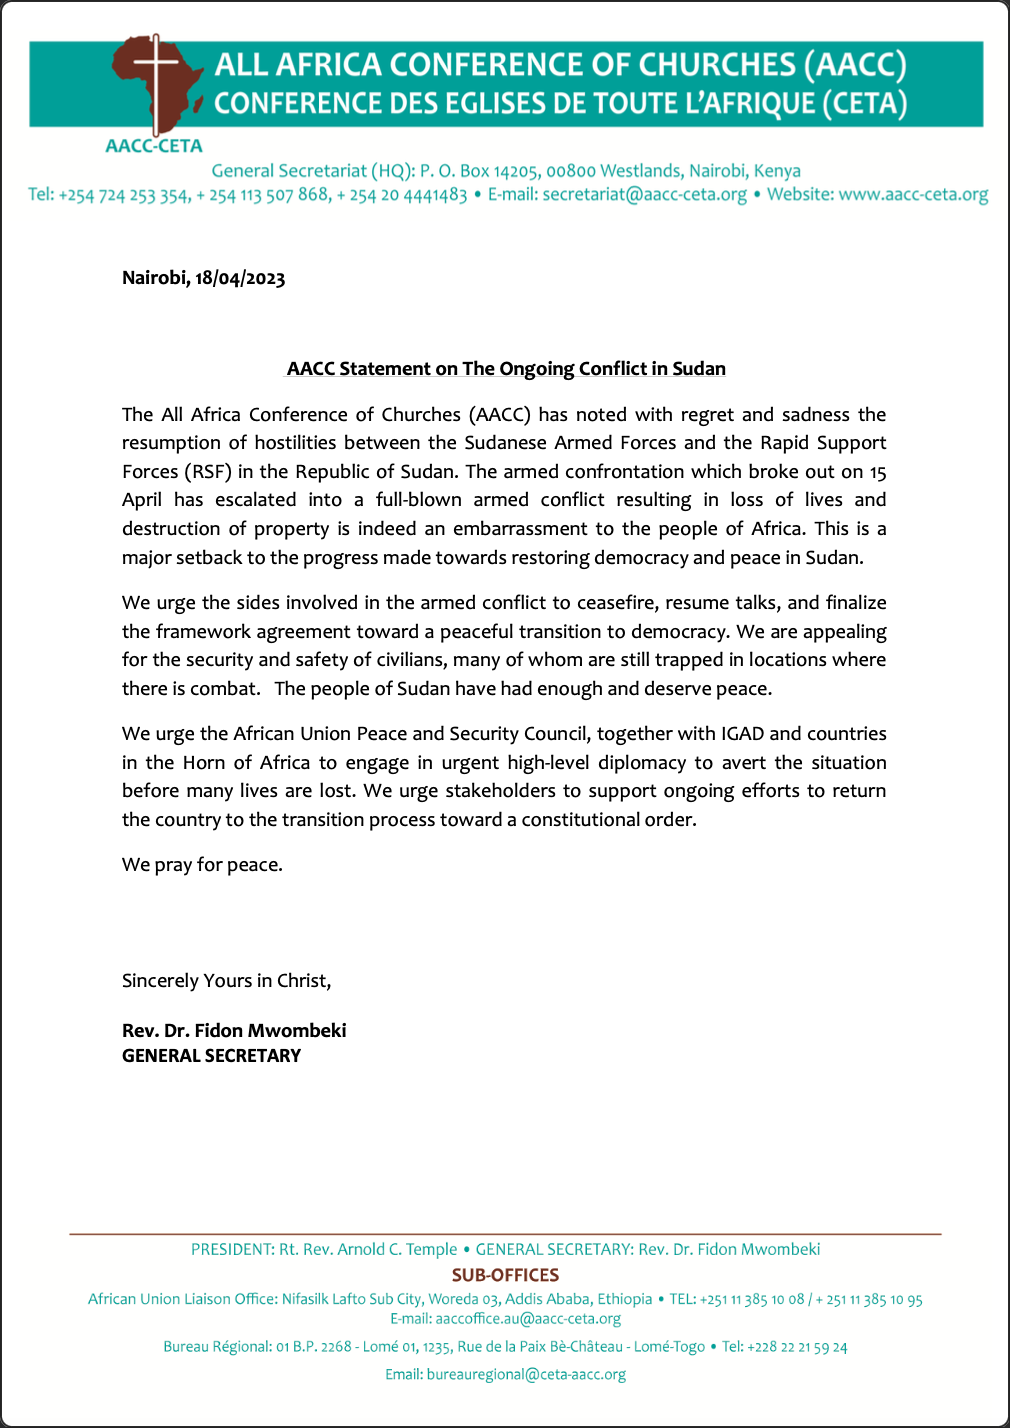 ALL AFRICA CONFERENCE OF CHURCHES (AACC)
CONFERENCE DES EGLISES DE TOUTE L'AFRIQUE (CETA)
AACC-CETA
General Secretariat (HQ): P. O. Box 14205, 00800 Westlands, Nairobi, Kenya
Tel: +254 724 253 354, + 254 113 507 868, + 254 20 4441483 • E-mail: secretariat@aacc-ceta.org • Website: www.aacc-ceta.org
Nairobi, 18/04/2023
AACC Statement on The Ongoing Conflict in Sudan
The All Africa Conference of Churches (AACC) has noted with regret and sadness the
resumption of hostilities between the Sudanese Armed Forces and the Rapid Support
Forces (RSF) in the Republic of Sudan. The armed confrontation which broke out on 15
April has escalated into a full-blown armed conflict resulting in loss of lives and
destruction of property is indeed an embarrassment to the people of Africa. This is a
major setback to the progress made towards restoring democracy and peace in Sudan.
We urge the sides involved in the armed conflict to ceasefire, resume talks, and finalize
the framework agreement toward a peaceful transition to democracy. We are appealing
for the security and safety of civilians, many of whom are still trapped in locations where
there is combat.   The people of Sudan have had enough and deserve peace.
We urge the African Union Peace and Security Council, together with IGAD and countries
in the Horn of Africa to engage in urgent high-level diplomacy to avert the situation
before many lives are lost. We urge stakeholders to support ongoing efforts to return
the country to the transition process toward a constitutional order.
We pray for peace.
Sincerely Yours in Christ,
Rev. Dr. Fidon Mwombeki
GENERAL SECRETARY
PRESIDENT: Rt. Rev. Arnold C. Temple • GENERAL SECRETARY: Rev. Dr. Fidon Mwombeki
SUB-OFFICES
African Union Liaison Office: Nifasilk Lafto Sub City, Woreda 03, Addis Ababa, Ethiopia • TEL: +251 11 385 10 08 / + 251 11 385 10 95
E-mail: aaccoffice.au@aacc-ceta.org
Bureau Régional: 01 B.P. 2268 - Lomé 01, 1235, Rue de la Paix Bè-Château - Lomé-Togo • Tel: +228 22 21 59 24
Email: bureauregional@ceta-aacc.org